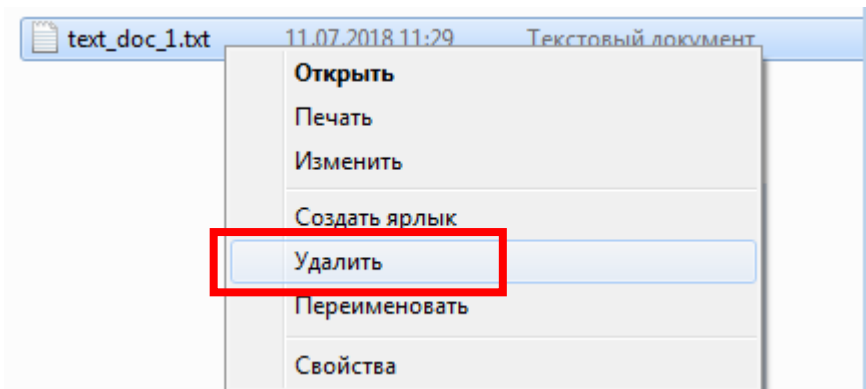 text_doc_1.txt 11.07.2018 11:29 Текстовый документ
Открыть
Печать
Изменить
Создать ярлык
Удалить
Переименовать
Свойства